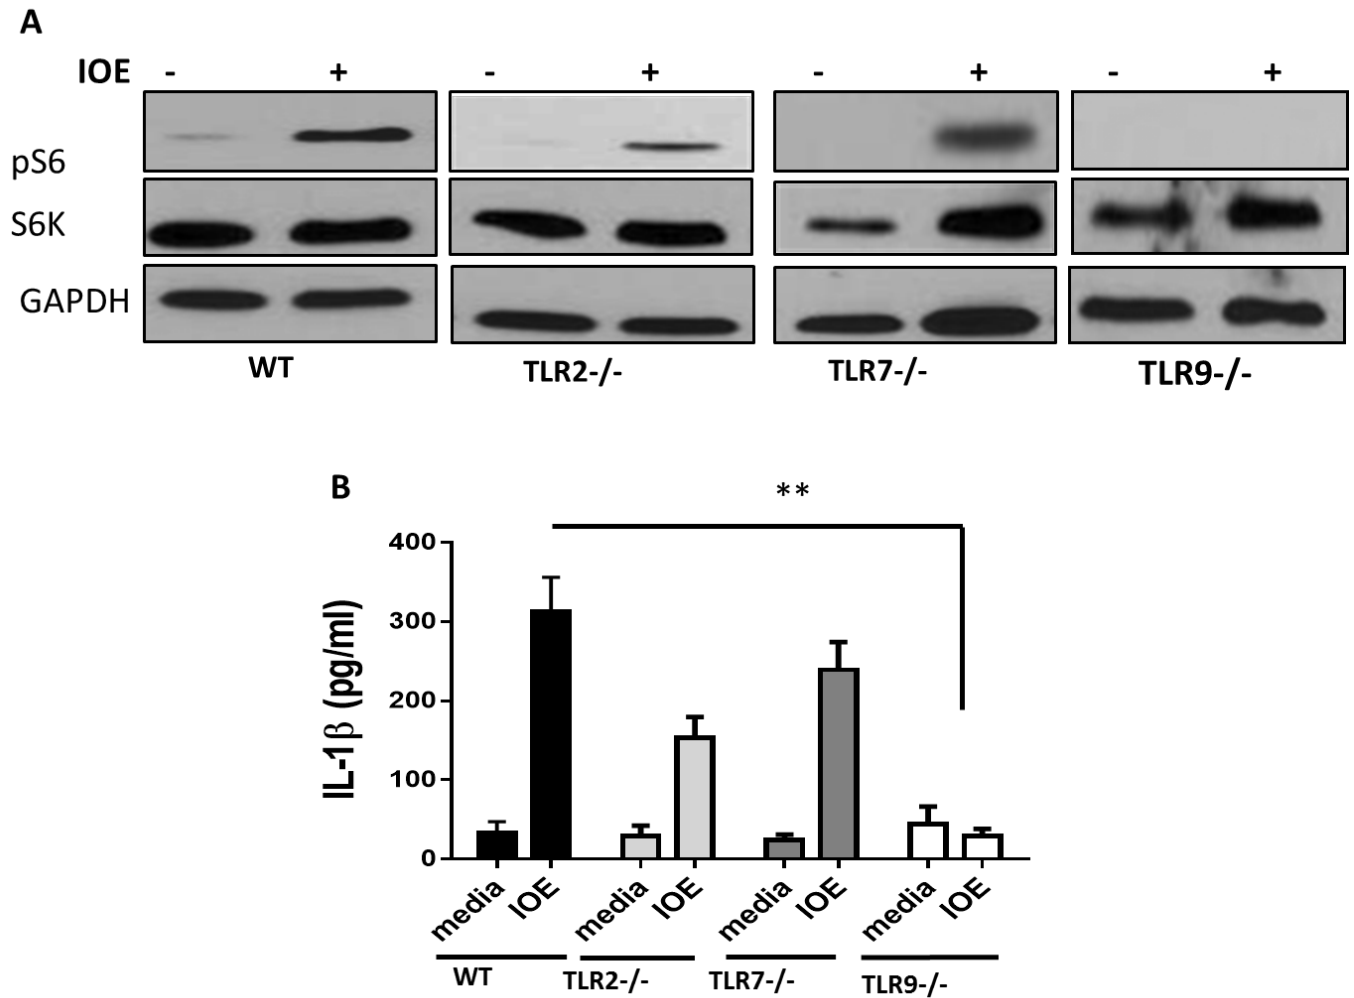 A
IOE - + - + - + - +
pS6
S6K
GAPDH
WT TLR2-/- TLR7-/- TLR9-/-
B
**
400
300
200
100
0
IL-1β (pg/ml)
media IOE media IOE media IOE media IOE
WT TLR2-/- TLR7-/- TLR9-/-